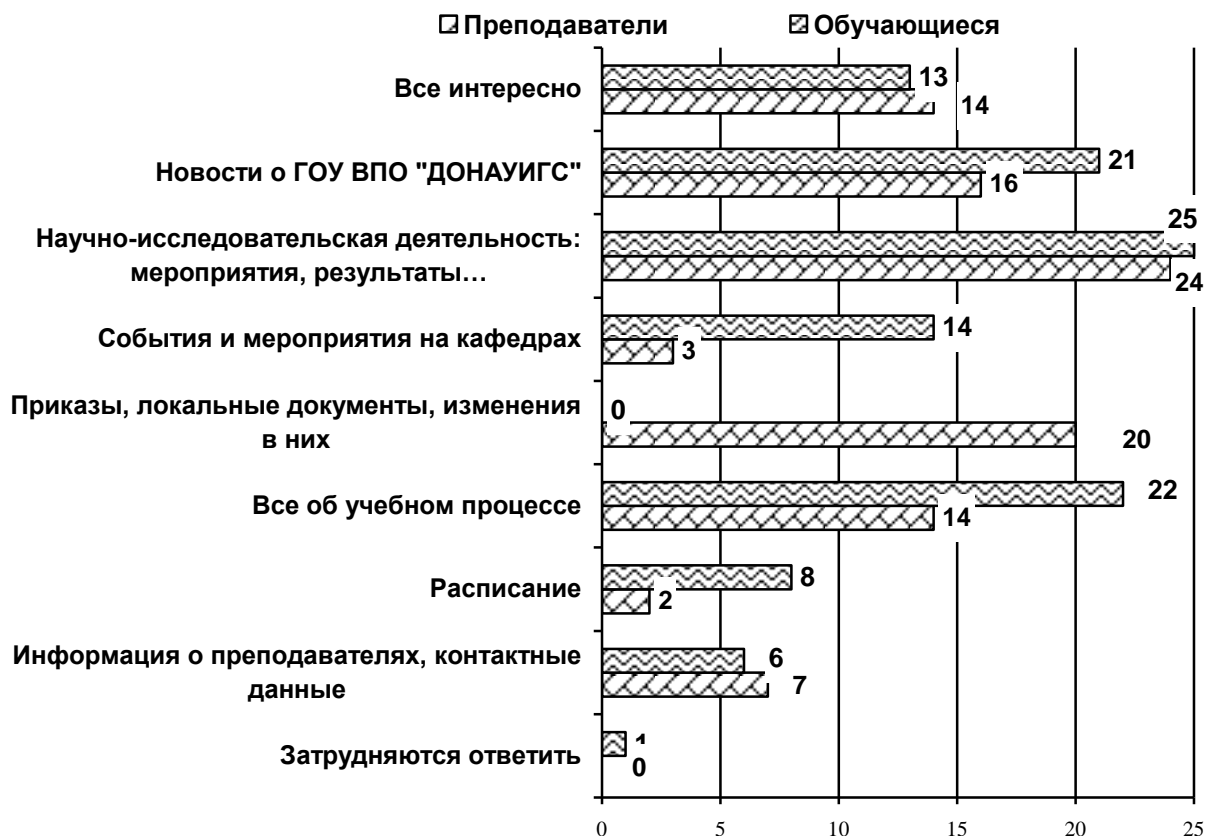 Преподаватели Обучающиеся
Все интересно
13
14
Новости о ГОУ ВПО "ДОНАУИГС"
21
16
Научно-исследовательская деятельность:
мероприятия, результаты…
25
24
События и мероприятия на кафедрах
14
3
Приказы, локальные документы, изменения
в них
0
20
Все об учебном процессе
22
14
Расписание
8
2
Информация о преподавателях, контактные
данные
6
7
Затрудняются ответить
1
0
0 5 10 15 20 25